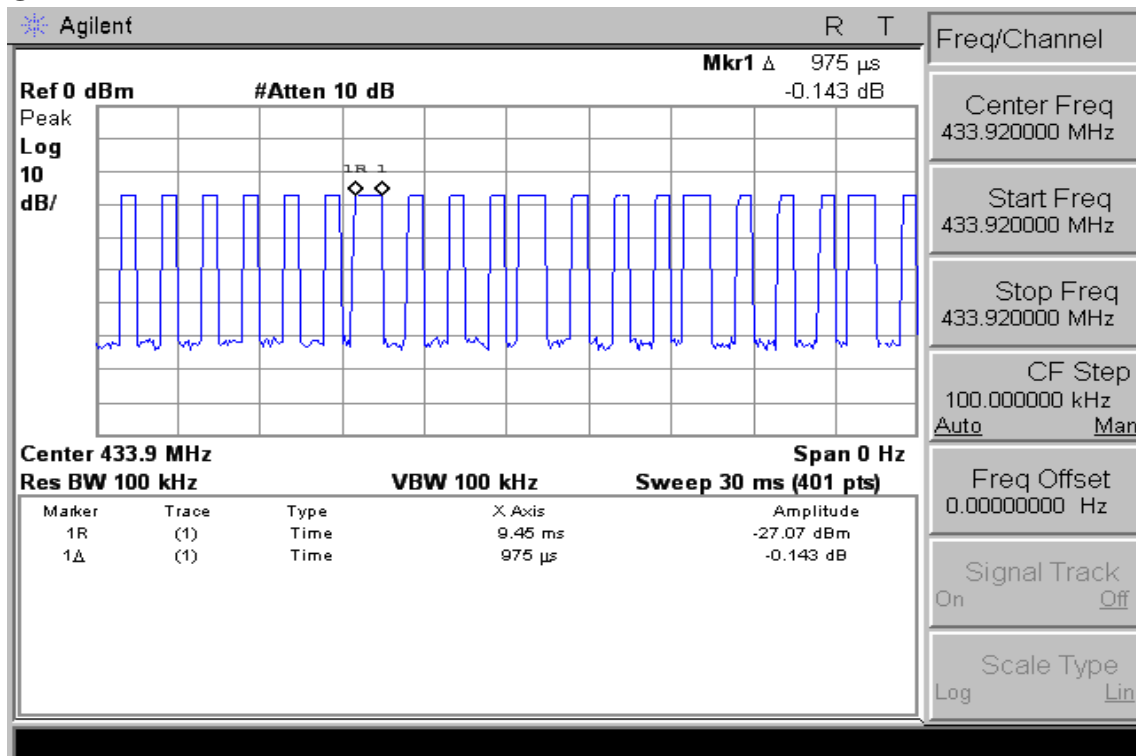 Agilent R T
Mkr1 Δ 975 µs
Ref 0 dBm #Atten 10 dB -0.143 dB
Peak
Log
10
dB/
1R 1
Center 433.9 MHz Span 0 Hz
Res BW 100 kHz VBW 100 kHz Sweep 30 ms (401 pts)
Marker Trace Type X Axis Amplitude
1R (1) Time 9.45 ms -27.07 dBm
1Δ (1) Time 975 µs -0.143 dB
Freq/Channel
Center Freq
433.920000 MHz
Start Freq
433.920000 MHz
Stop Freq
433.920000 MHz
CF Step
100.000000 kHz
Auto Man
Freq Offset
0.00000000 Hz
Signal Track
On Off
Scale Type
Log Lin